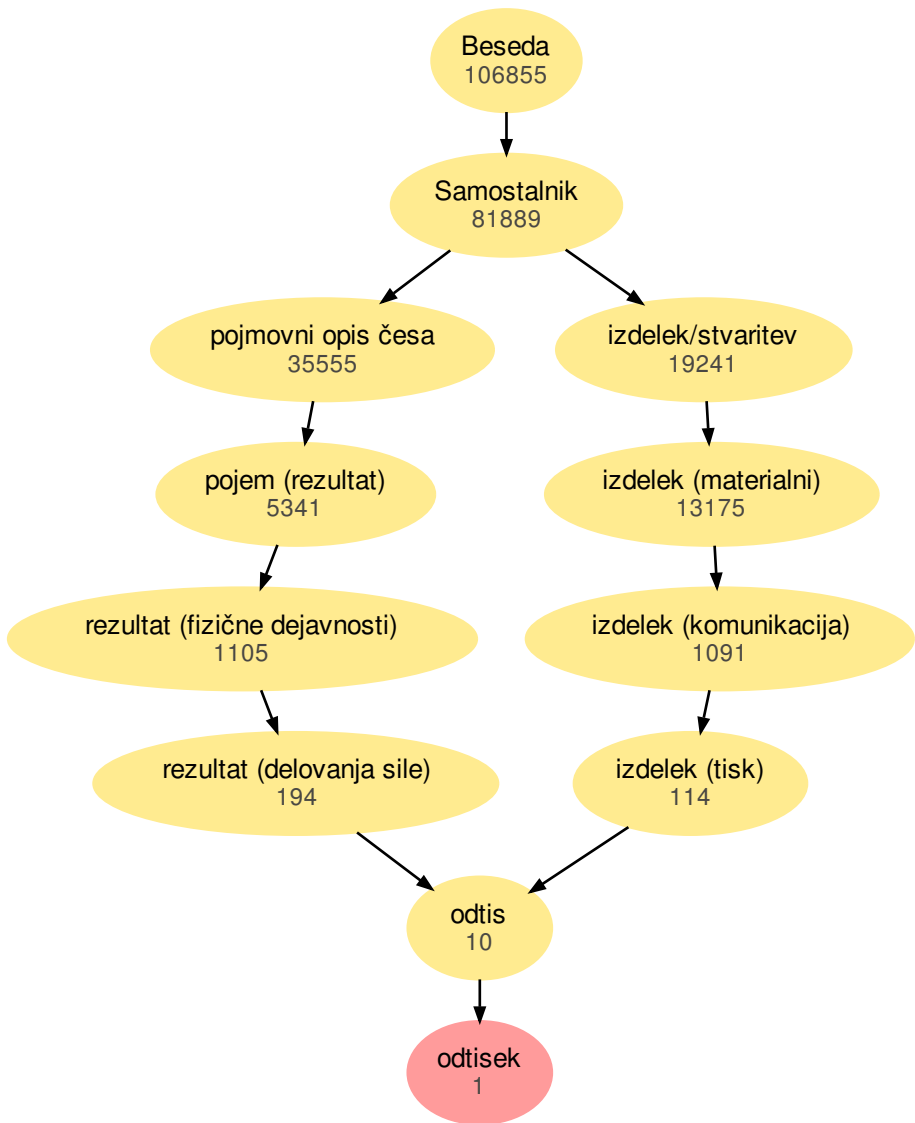 Beseda
106855
Samostalnik
81889
pojmovni opis česa
35555
izdelek/stvaritev
19241
pojem (rezultat)
5341
izdelek (materialni)
13175
rezultat (fizične dejavnosti)
1105
izdelek (komunikacija)
1091
rezultat (delovanja sile)
194
izdelek (tisk)
114
odtis
10
odtisek
1